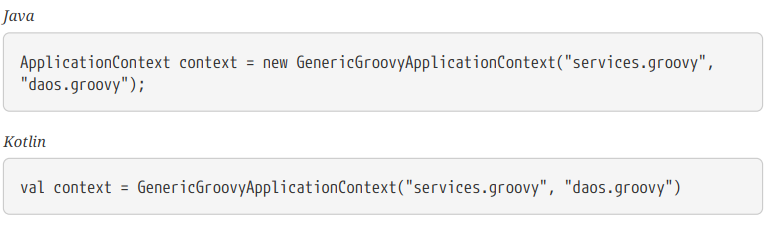 Java
ApplicationContext context = new GenericGroovyApplicationContext("services.groovy",
"daos.groovy");
Kotlin
val context = GenericGroovyApplicationContext("services.groovy", "daos.groovy")